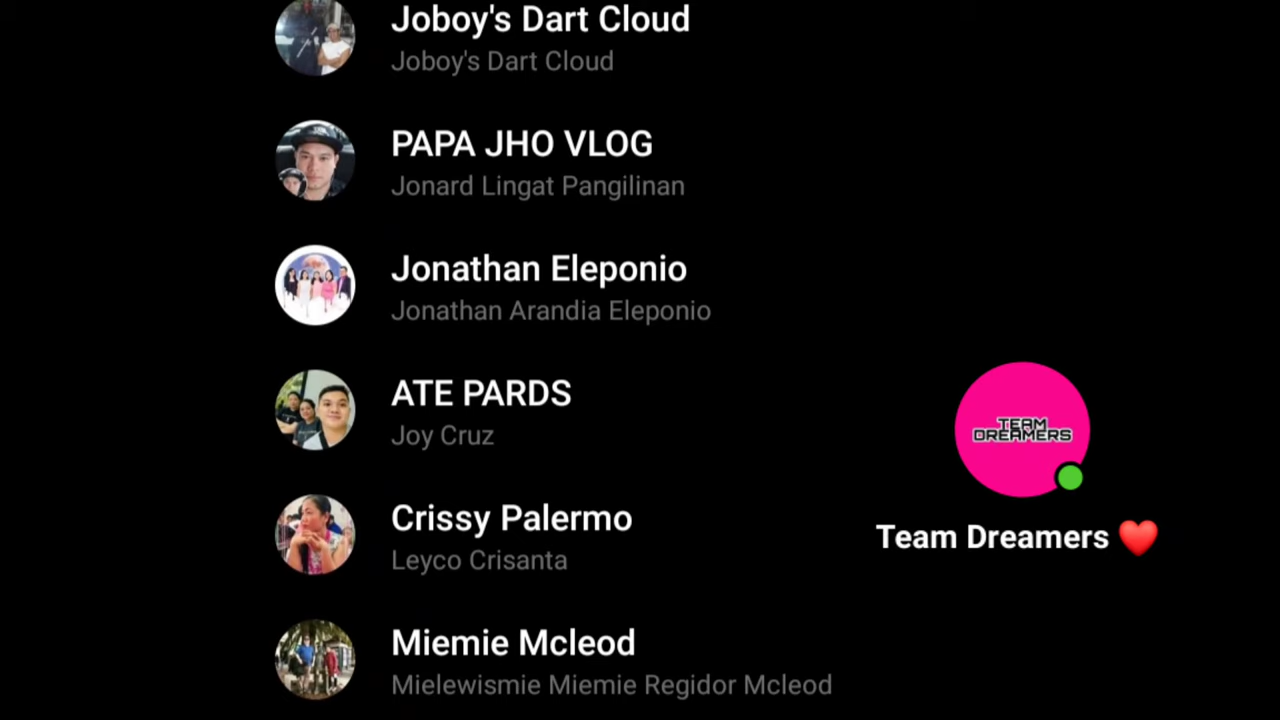 Joboy's Dart Cloud
Joboy's Dart Cloud
PAPA JHO VLOG
Jonard Lingat Pangilinan
Jonathan Eleponio
Jonathan Arandia Eleponio
ATE PARDS
Joy Cruz
Crissy Palermo
Leyco Crisanta
Miemie Mcleod
Mielewismie Miemie Regidor Mcleod
TEAM
DREAMERS
Team Dreamers ❤️